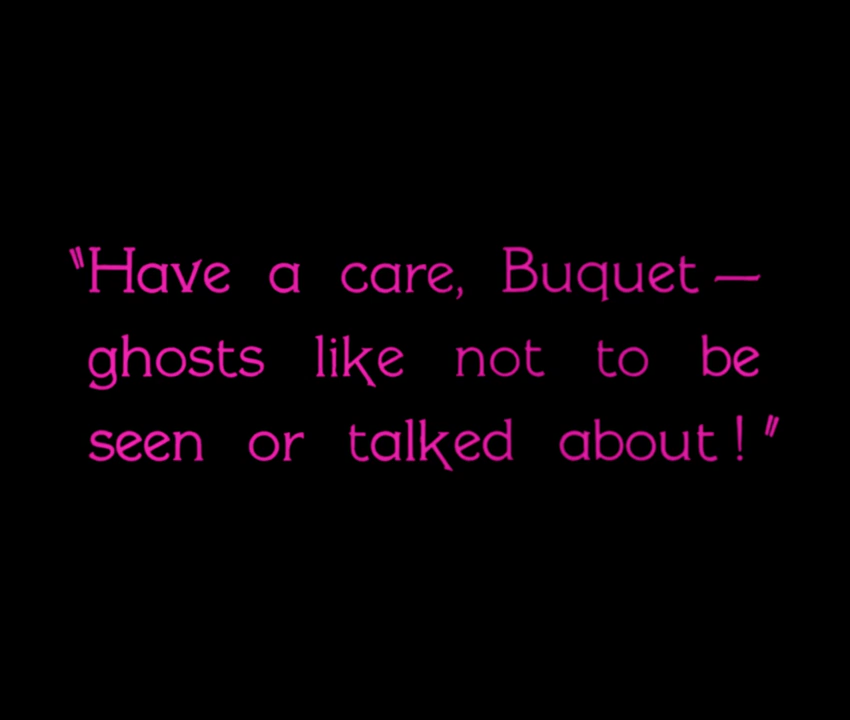 "Have a care, Buquet—
ghosts like not to be
seen or talked about!"